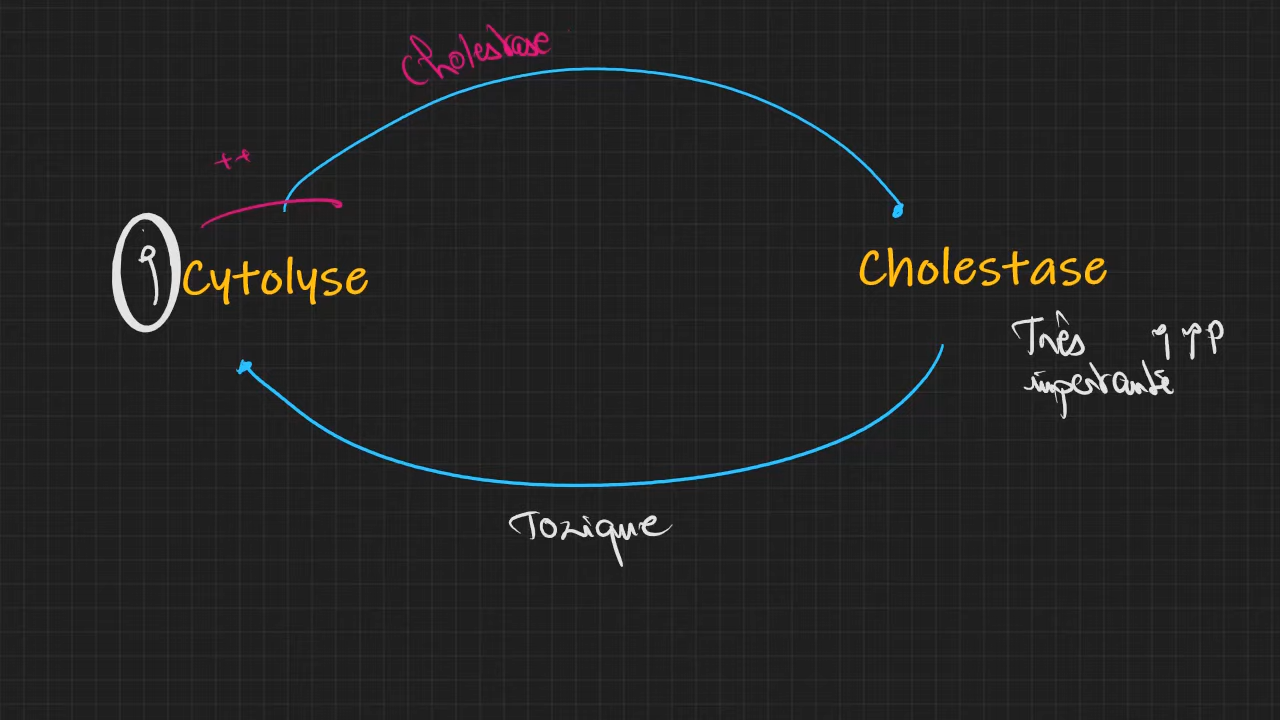 Cholestase
++
↑ Cytolyse
Cholestase
Très ↑↑↑
importante
Toxique